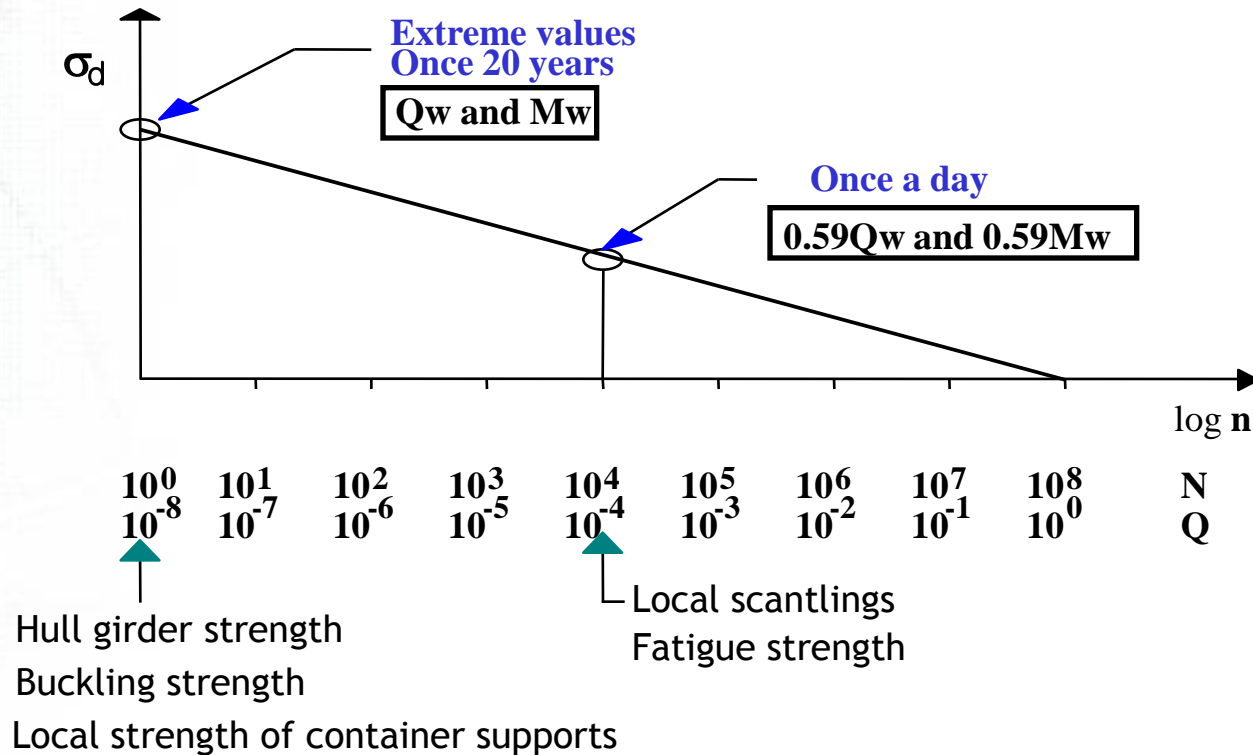 σd
Extreme values
Once 20 years
Qw and Mw
Once a day
0.59Qw and 0.59Mw
log n
10^0 10^1 10^2 10^3 10^4 10^5 10^6 10^7 10^8 N
10^-8 10^-7 10^-6 10^-5 10^-4 10^-3 10^-2 10^-1 10^0 Q
Hull girder strength
Buckling strength
Local strength of container supports
Local scantlings
Fatigue strength